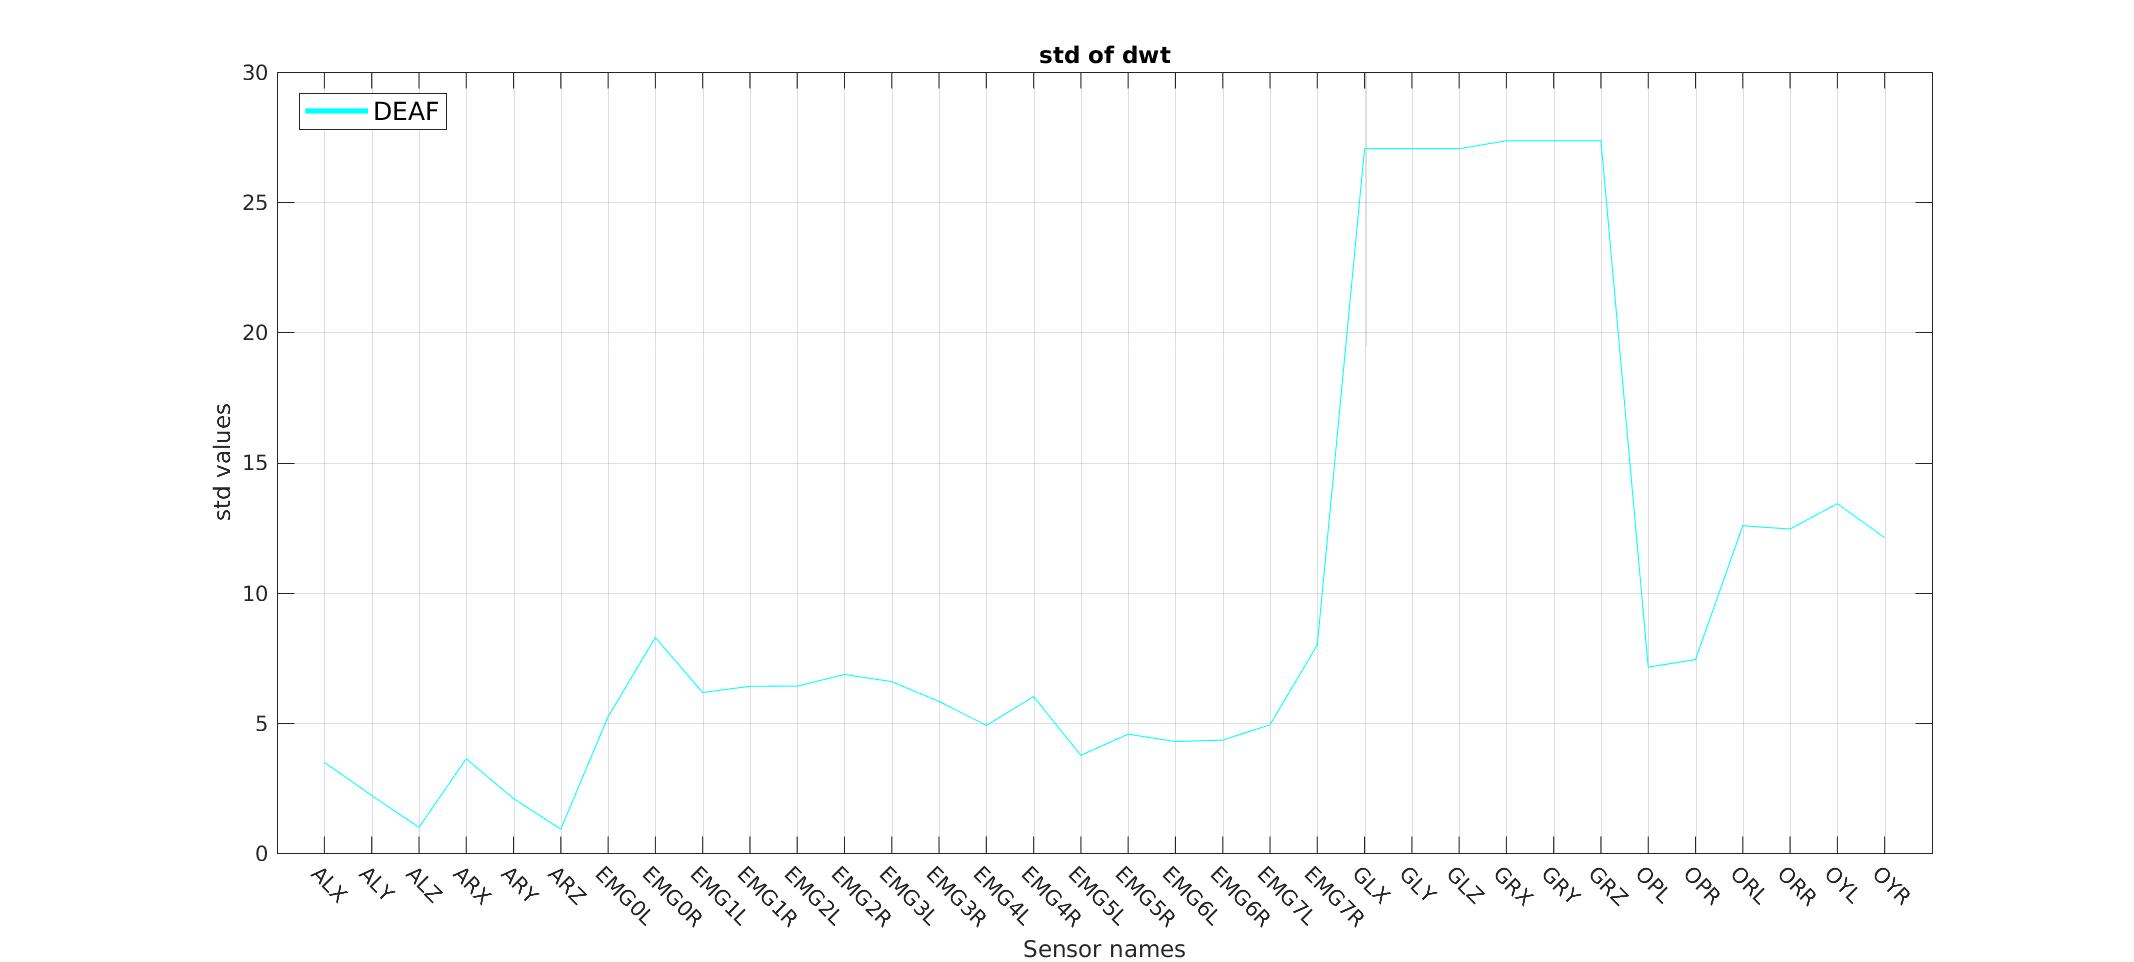 std of dwt
DEAF
30
25
20
15
10
5
0
std values
ALX
ALY
ALZ
ARX
ARY
ARZ
EMG0L
EMG0R
EMG1L
EMG1R
EMG2L
EMG2R
EMG3L
EMG3R
EMG4L
EMG4R
EMG5L
EMG5R
EMG6L
EMG6R
EMG7L
EMG7R
GLX
GLY
GLZ
GRX
GRY
GRZ
OPL
OPR
ORL
ORR
OYL
OYR
Sensor names